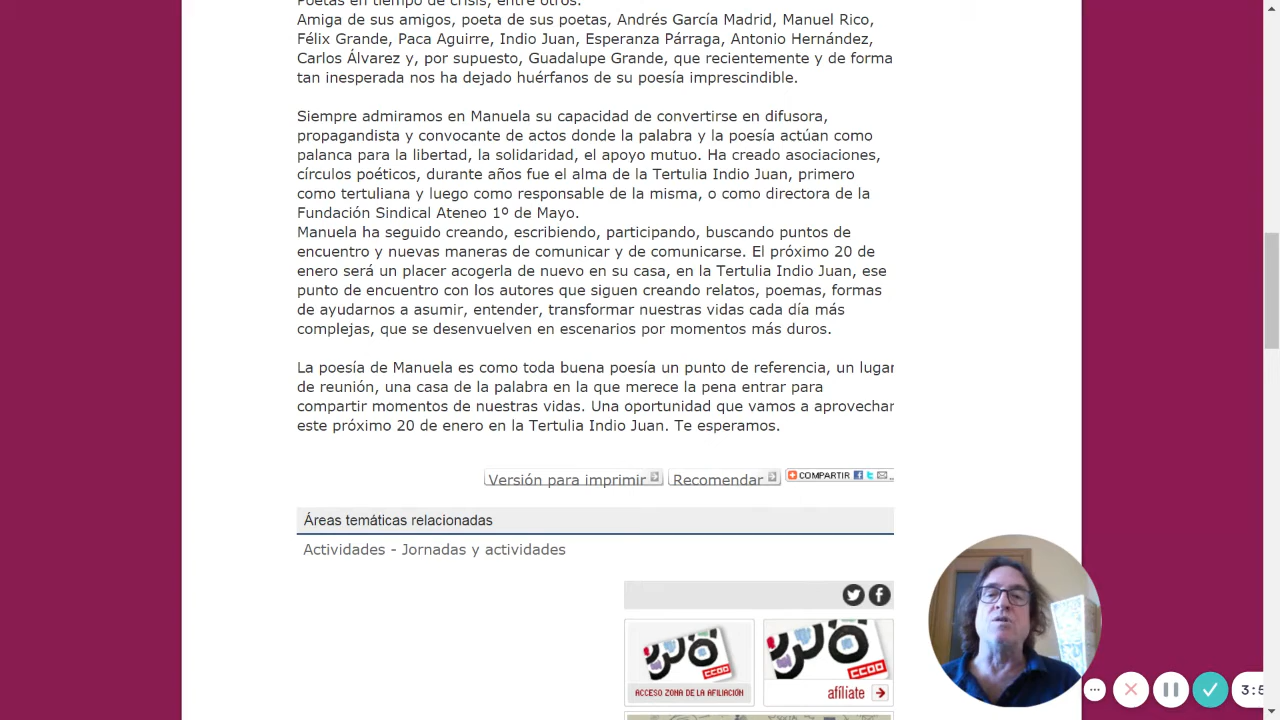 Poetas en tiempo de crisis, entre otros.
Amiga de sus amigos, poeta de sus poetas, Andrés García Madrid, Manuel Rico,
Félix Grande, Paca Aguirre, Indio Juan, Esperanza Párraga, Antonio Hernández,
Carlos Álvarez y, por supuesto, Guadalupe Grande, que recientemente y de forma
tan inesperada nos ha dejado huérfanos de su poesía imprescindible.
Siempre admiramos en Manuela su capacidad de convertirse en difusora,
propagandista y convocante de actos donde la palabra y la poesía actúan como
palanca para la libertad, la solidaridad, el apoyo mutuo. Ha creado asociaciones,
círculos poéticos, durante años fue el alma de la Tertulia Indio Juan, primero
como tertuliana y luego como responsable de la misma, o como directora de la
Fundación Sindical Ateneo 1º de Mayo.
Manuela ha seguido creando, escribiendo, participando, buscando puntos de
encuentro y nuevas maneras de comunicar y de comunicarse. El próximo 20 de
enero será un placer acogerla de nuevo en su casa, en la Tertulia Indio Juan, ese
punto de encuentro con los autores que siguen creando relatos, poemas, formas
de ayudarnos a asumir, entender, transformar nuestras vidas cada día más
complejas, que se desenvuelven en escenarios por momentos más duros.
La poesía de Manuela es como toda buena poesía un punto de referencia, un lugar
de reunión, una casa de la palabra en la que merece la pena entrar para
compartir momentos de nuestras vidas. Una oportunidad que vamos a aprovechar
este próximo 20 de enero en la Tertulia Indio Juan. Te esperamos.
Versión para imprimir Recomendar COMPARTIR
Áreas temáticas relacionadas
Actividades - Jornadas y actividades
CCOO CCOO
ACCESO ZONA DE LA AFILIACIÓN afíliate